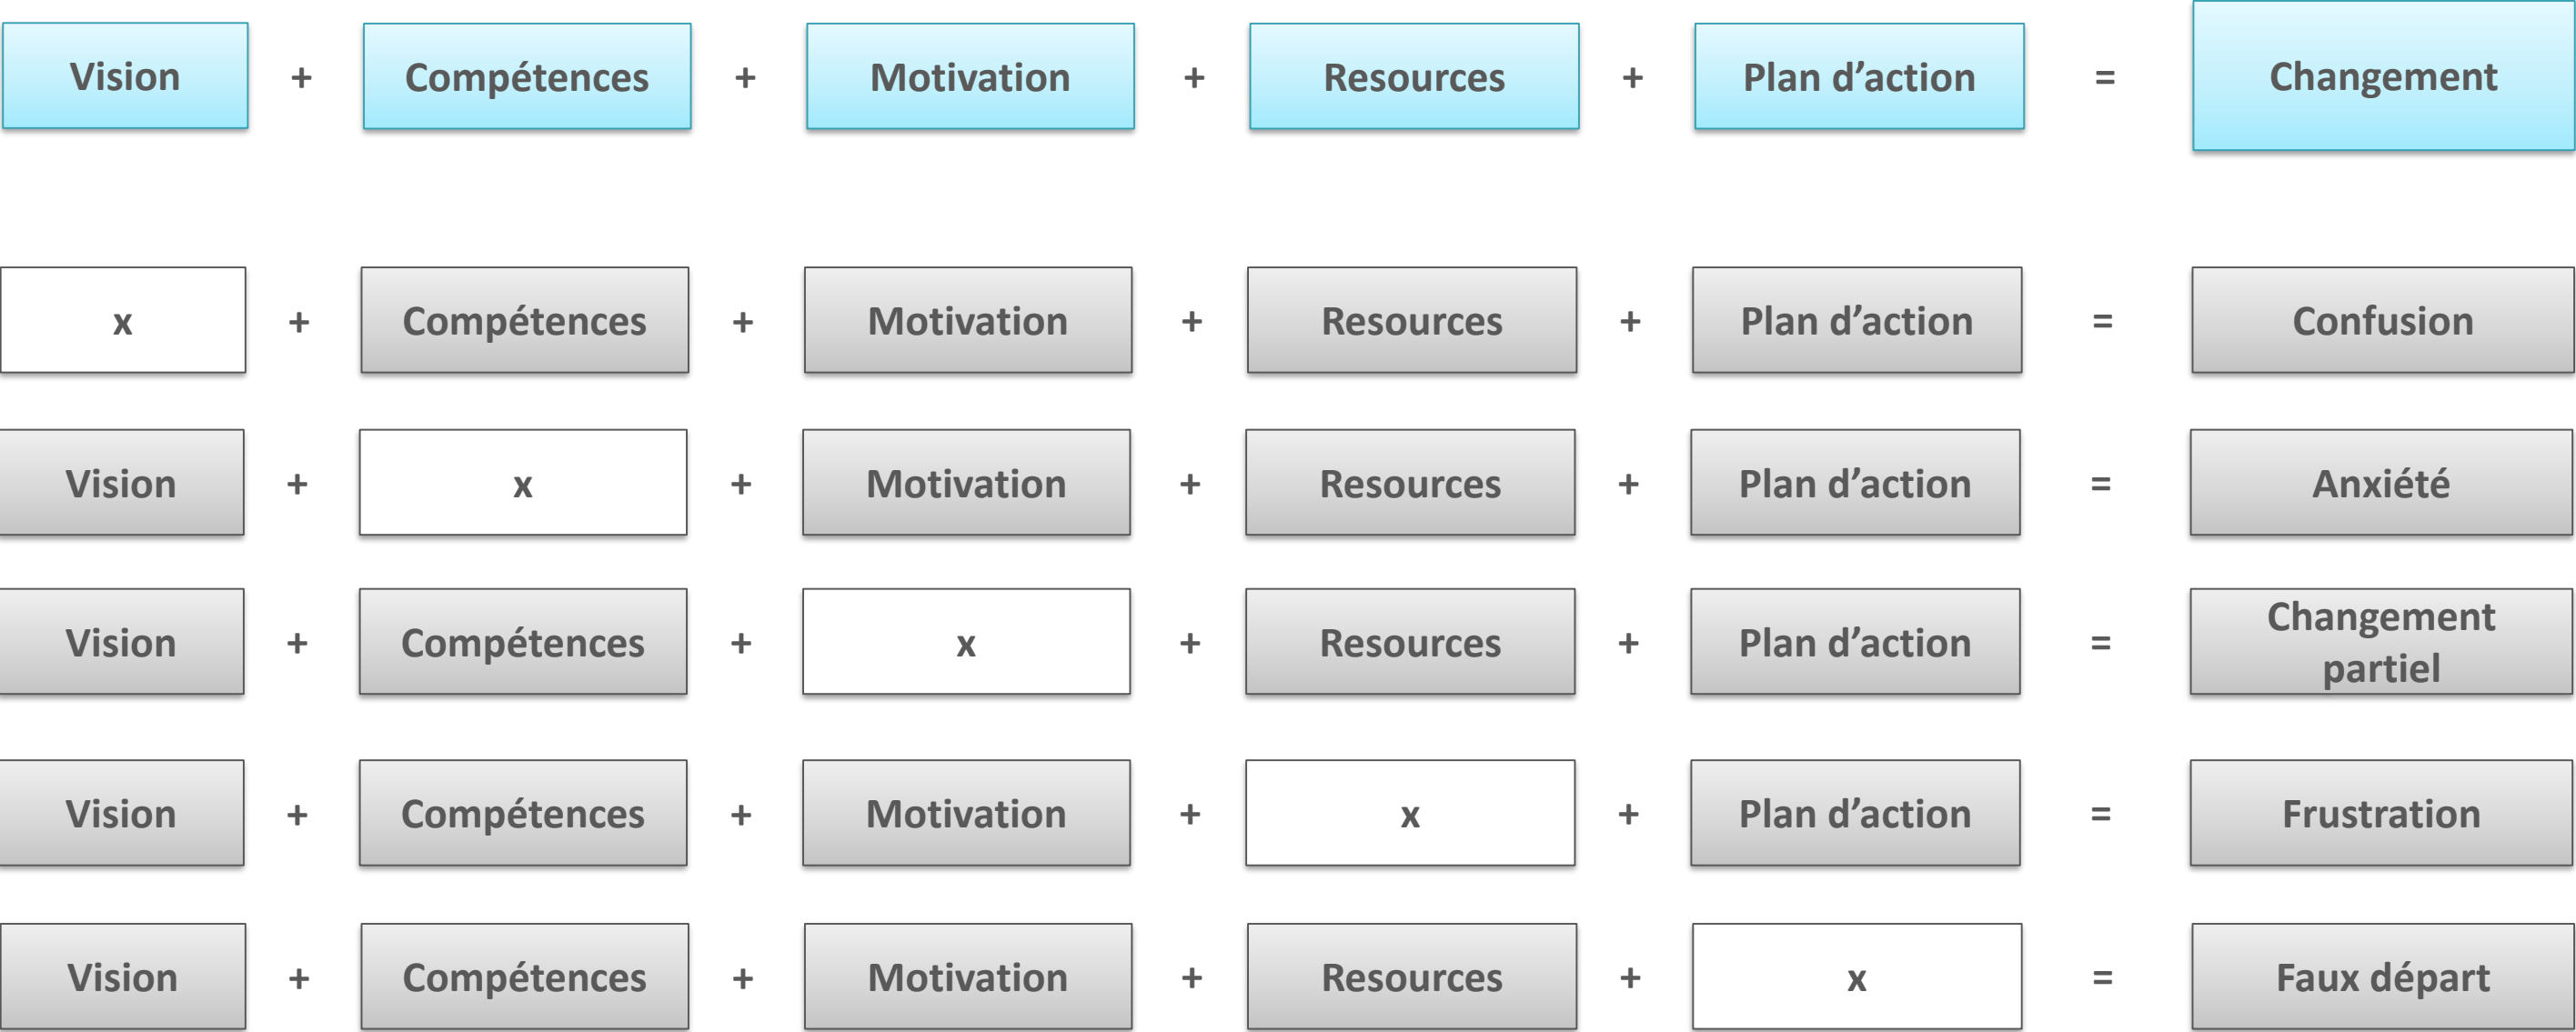 Vision + Compétences + Motivation + Resources + Plan d’action = Changement
x + Compétences + Motivation + Resources + Plan d’action = Confusion
Vision + x + Motivation + Resources + Plan d’action = Anxiété
Vision + Compétences + x + Resources + Plan d’action = Changement
partiel
Vision + Compétences + Motivation + x + Plan d’action = Frustration
Vision + Compétences + Motivation + Resources + x = Faux départ